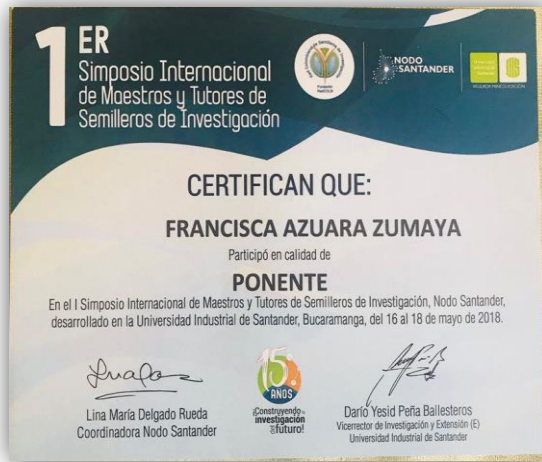 1ER
Simposio Internacional
de Maestros y Tutores de
Semilleros de Investigación
NODO
SANTANDER
CERTIFICAN QUE:
FRANCISCA AZUARA ZUMAYA
Participó en calidad de
PONENTE
En el I Simposio Internacional de Maestros y Tutores de Semilleros de Investigación, Nodo Santander,
desarrollado en la Universidad Industrial de Santander, Bucaramanga, del 16 al 18 de mayo de 2018.
Lina María Delgado Rueda
Coordinadora Nodo Santander
15
AÑOS
¡Construyendo
investigación
futuro!
Darío Yesid Peña Ballesteros
Vicerrector de Investigación y Extensión (E)
Universidad Industrial de Santander